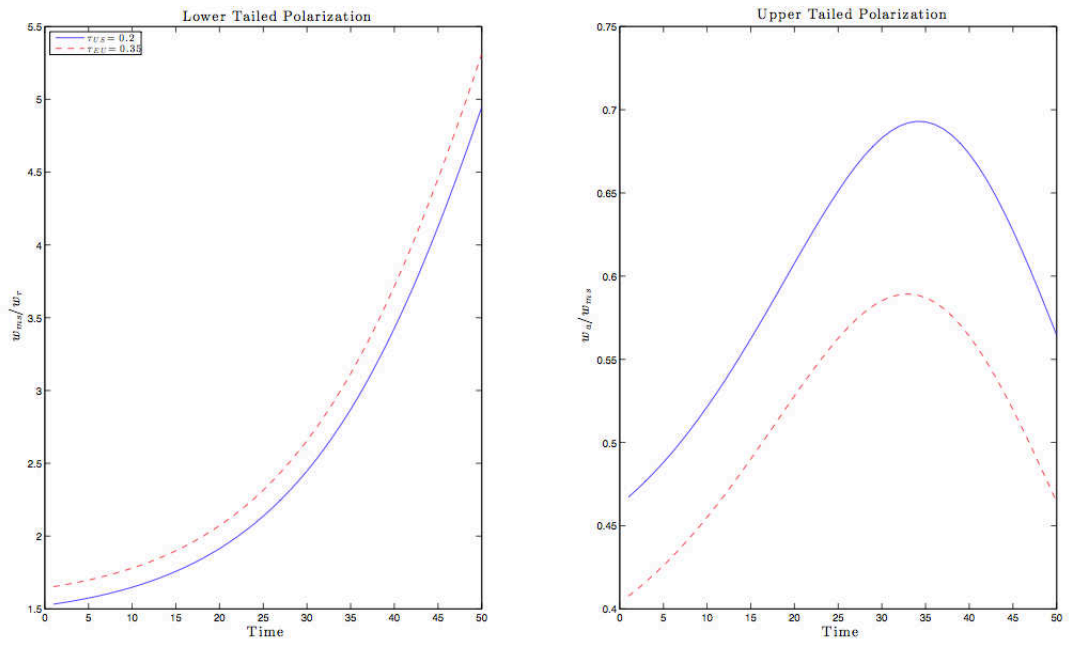 Lower Tailed Polarization
τ_US = 0.2
τ_EU = 0.35
5.5
5
4.5
4
3.5
3
2.5
2
1.5
w_ms/w_r
0 5 10 15 20 25 30 35 40 45 50
Time
Upper Tailed Polarization
0.75
0.7
0.65
0.6
0.55
0.5
0.45
0.4
w_a/w_ms
0 5 10 15 20 25 30 35 40 45 50
Time